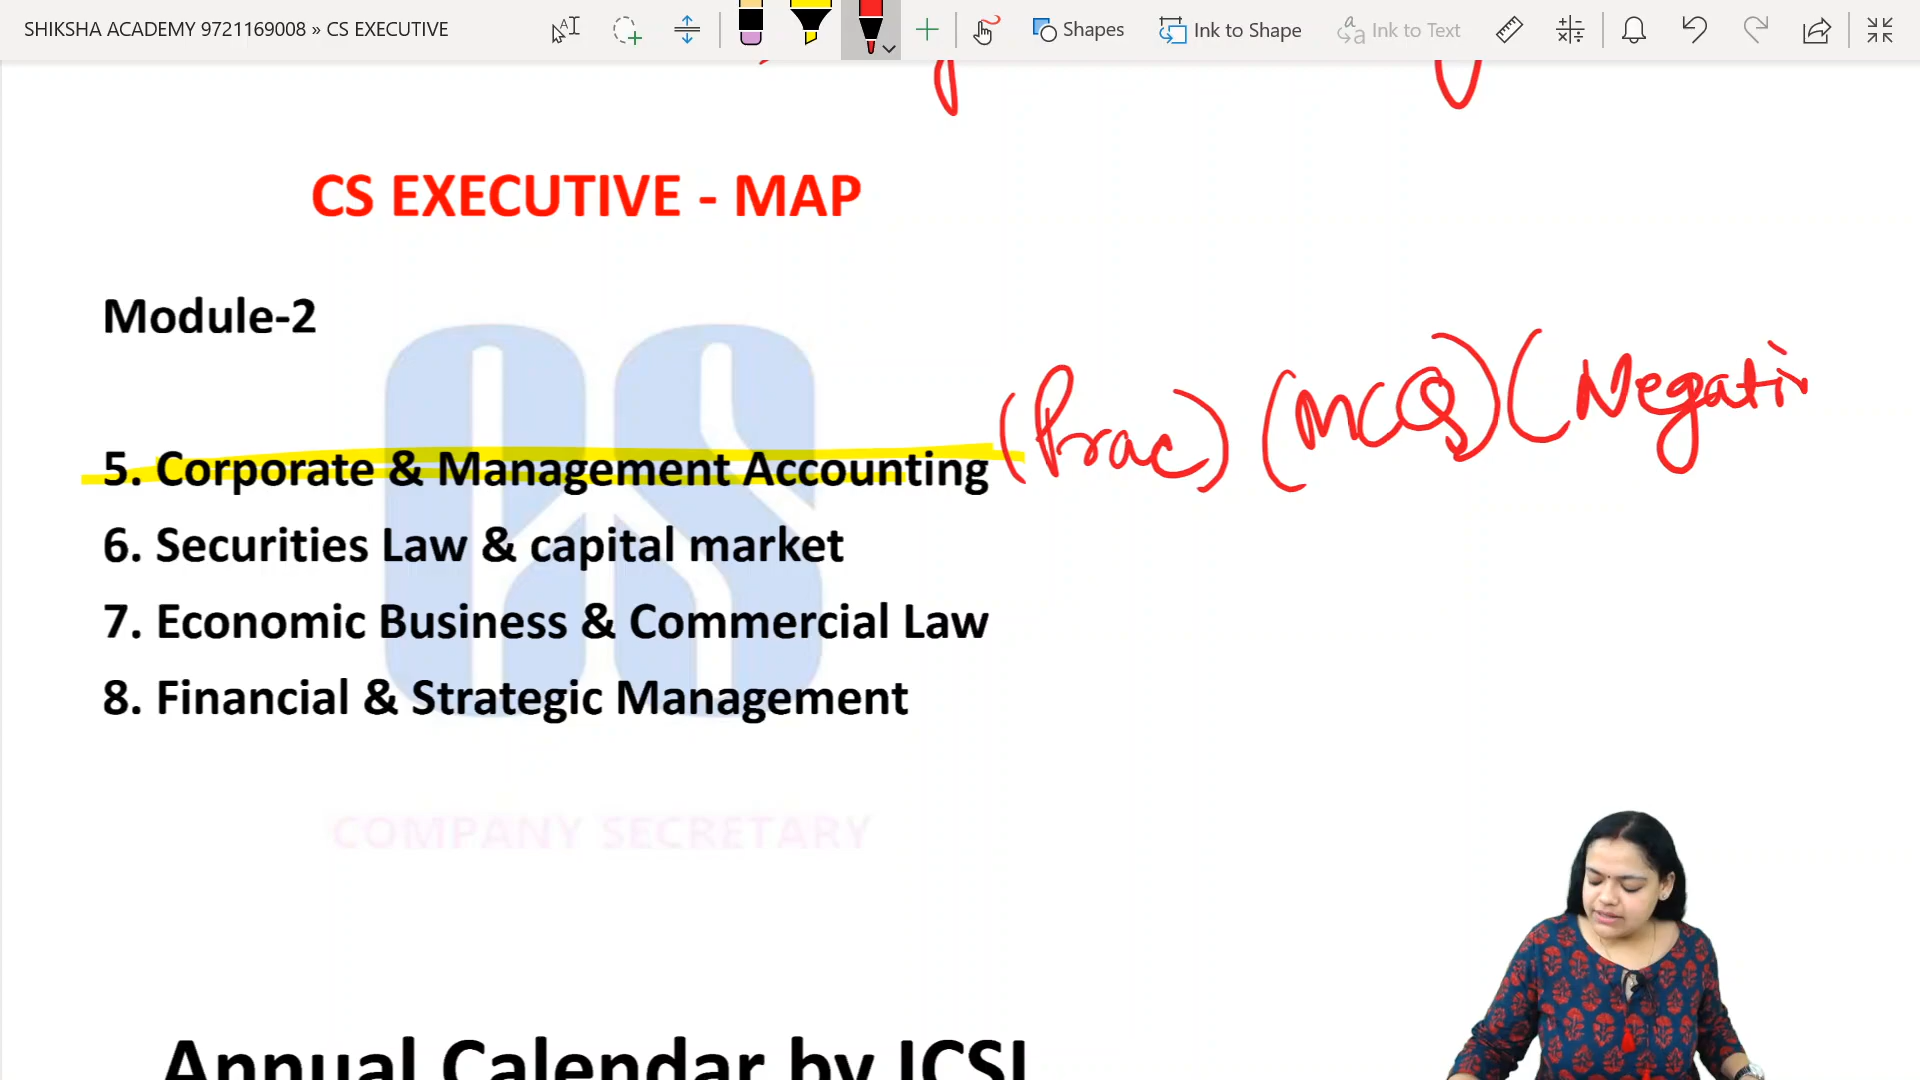 SHIKSHA ACADEMY 9721169008 » CS EXECUTIVE
Shapes
Ink to Shape
Ink to Text
CS EXECUTIVE - MAP
Module-2
5. Corporate & Management Accounting (Prac) (MCQ) (Negativ
6. Securities Law & capital market
7. Economic Business & Commercial Law
8. Financial & Strategic Management
COMPANY SECRETARY
Annual Calendar by ICSI